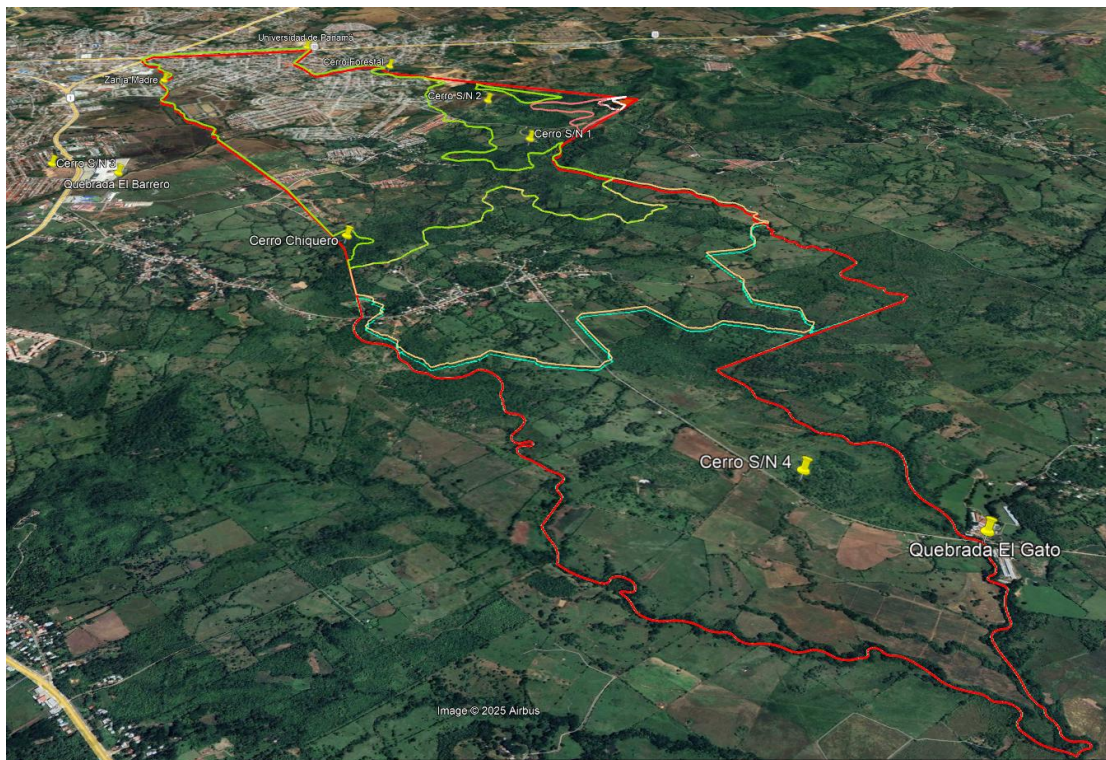 Universidad de Panamá
Cerro Forestal
Zanja Madre
Cerro S/N 2
Cerro S/N 1
Cerro S/N 3
Quebrada El Barrero
Cerro Chiquero
Cerro S/N 4
Quebrada El Gato
Image © 2025 Airbus